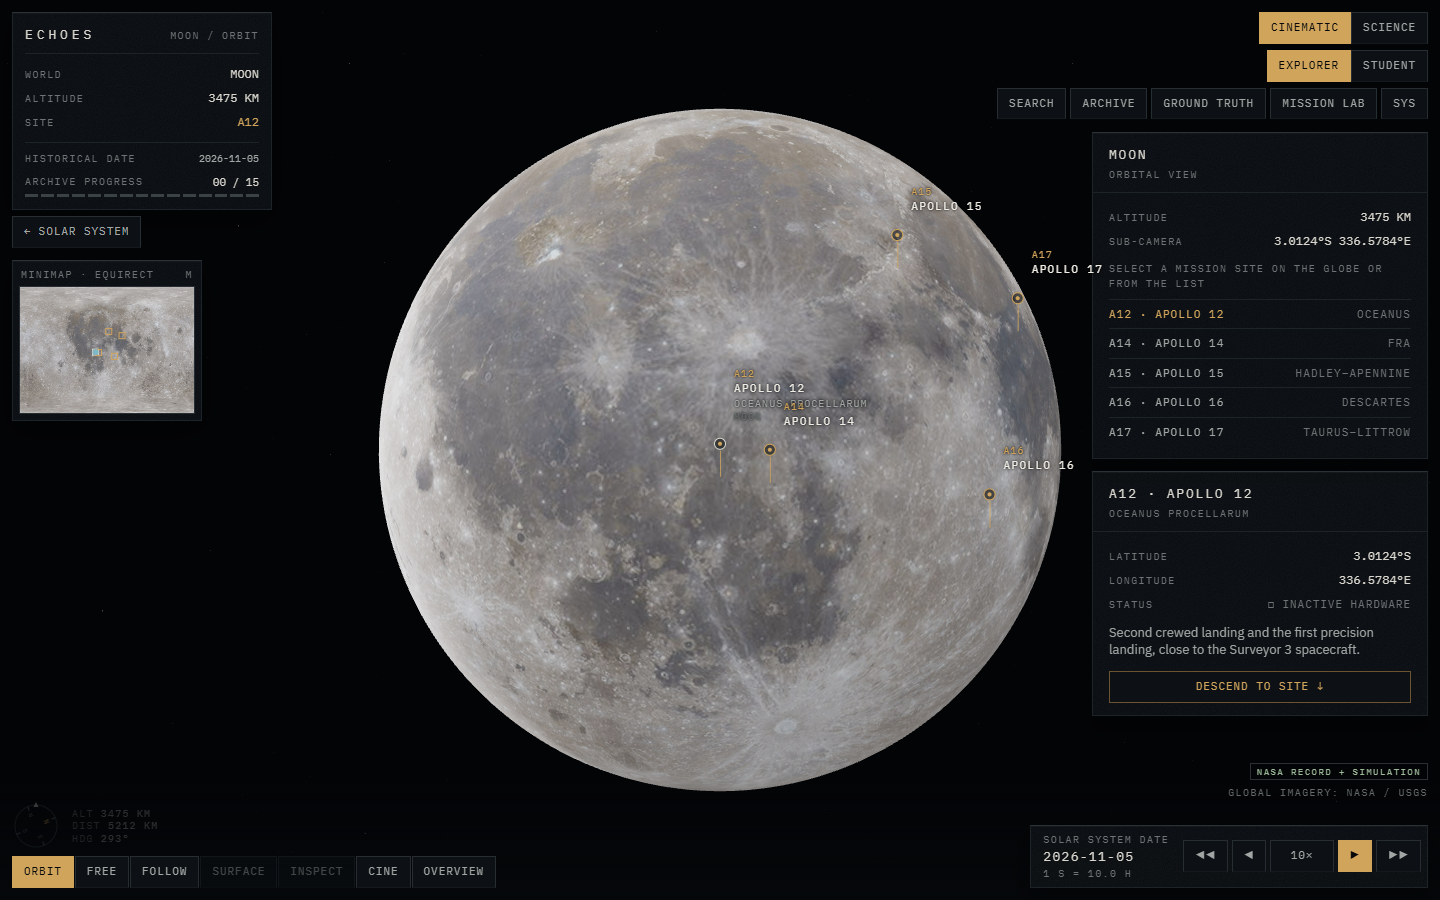 ECHOES MOON / ORBIT
WORLD MOON
ALTITUDE 3475 KM
SITE A12
HISTORICAL DATE 2026-11-05
ARCHIVE PROGRESS 00 / 15
← SOLAR SYSTEM
MINIMAP · EQUIRECT M
CINEMATIC SCIENCE
EXPLORER STUDENT
SEARCH ARCHIVE GROUND TRUTH MISSION LAB SYS
A15
APOLLO 15
A17
APOLLO 17
A12
APOLLO 12
OCEANUS PROCELLARUM
A14
APOLLO 14
A16
APOLLO 16
MOON
ORBITAL VIEW
ALTITUDE 3475 KM
SUB-CAMERA 3.0124°S 336.5784°E
SELECT A MISSION SITE ON THE GLOBE OR
FROM THE LIST
A12 · APOLLO 12 OCEANUS
A14 · APOLLO 14 FRA
A15 · APOLLO 15 HADLEY–APENNINE
A16 · APOLLO 16 DESCARTES
A17 · APOLLO 17 TAURUS–LITTROW
A12 · APOLLO 12
OCEANUS PROCELLARUM
LATITUDE 3.0124°S
LONGITUDE 336.5784°E
STATUS □ INACTIVE HARDWARE
Second crewed landing and the first precision
landing, close to the Surveyor 3 spacecraft.
DESCEND TO SITE ↓
NASA RECORD + SIMULATION
GLOBAL IMAGERY: NASA / USGS
ALT 3475 KM
DIST 5212 KM
HDG 293°
ORBIT FREE FOLLOW SURFACE INSPECT CINE OVERVIEW
SOLAR SYSTEM DATE
2026-11-05
1 S = 10.0 H
◄◄ ◄ 10× ► ►►